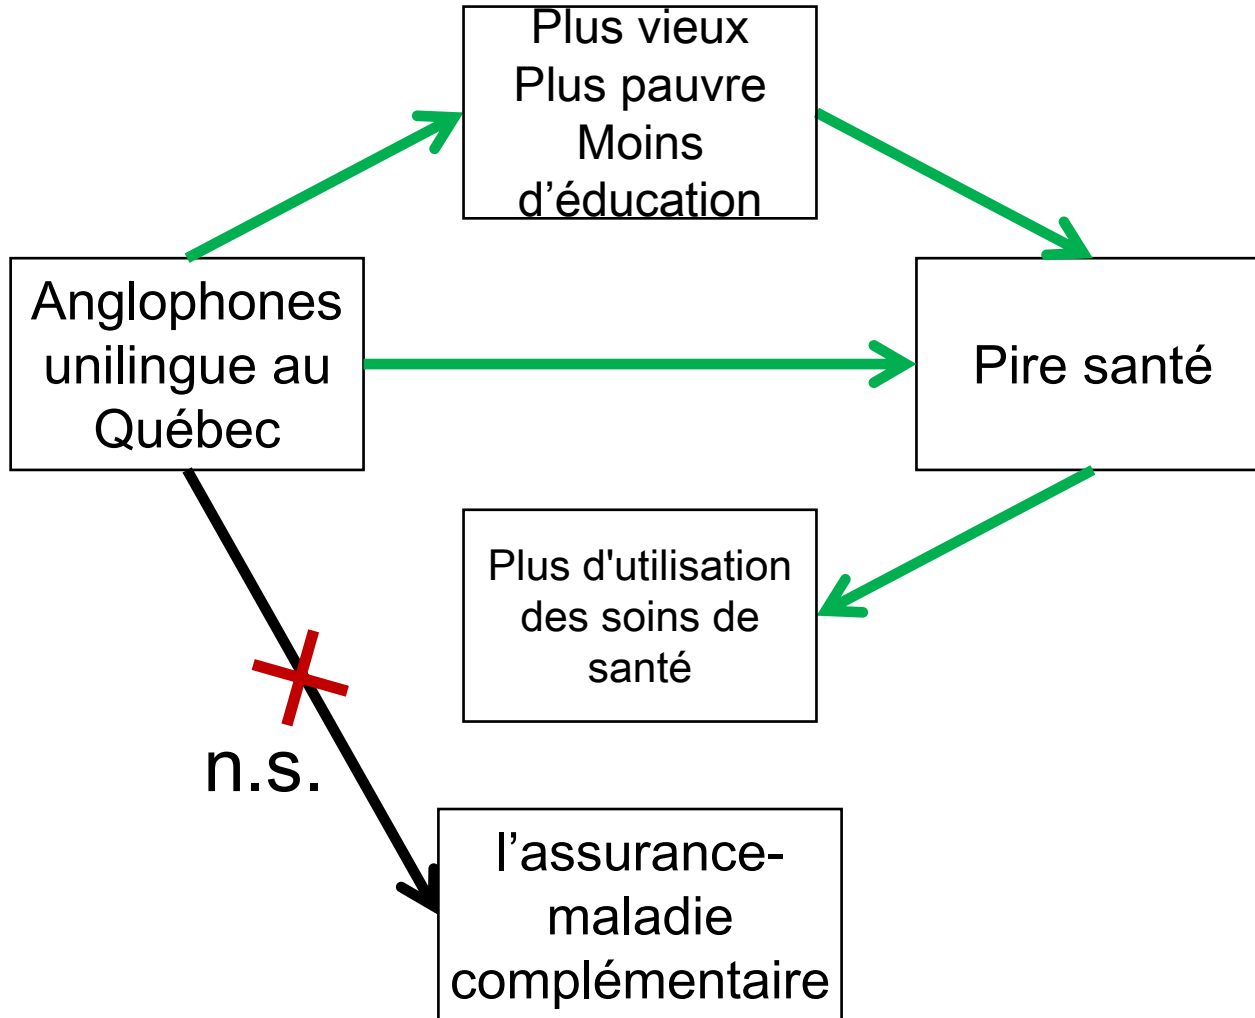 Plus vieux
Plus pauvre
Moins
d’éducation
Anglophones
unilingue au
Québec
Pire santé
Plus d'utilisation
des soins de
santé
n.s.
l’assurance-
maladie
complémentaire